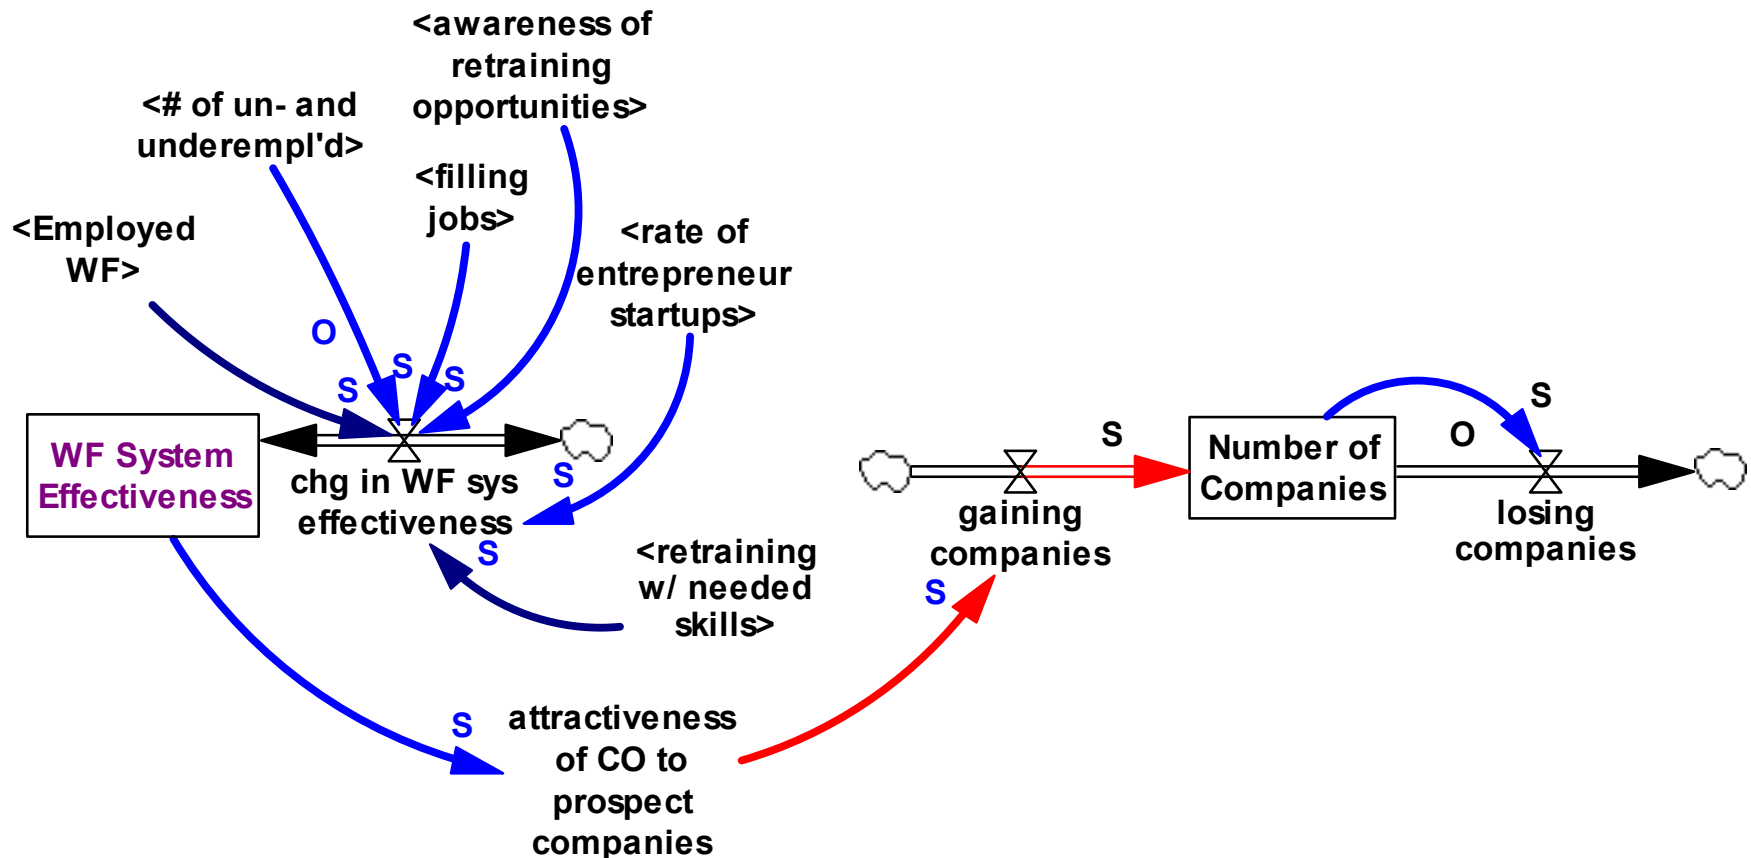 <awareness of
retraining
opportunities>
<# of un- and
underempl'd>
<filling
jobs>
<Employed
WF>
<rate of
entrepreneur
startups>
O
S
S
S
S
WF System
Effectiveness
chg in WF sys
effectiveness
S
<retraining
w/ needed
skills>
S
attractiveness
of CO to
prospect
companies
S
gaining
companies
S
Number of
Companies
O
S
losing
companies